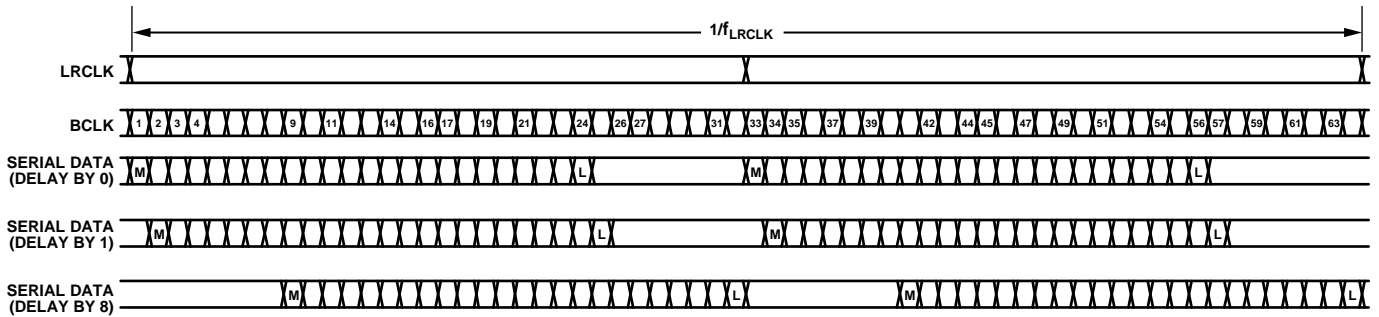 1/fLRCLK
LRCLK
BCLK 1 2 3 4 9 11 14 16 17 19 21 24 26 27 31 33 34 35 37 39 42 44 45 47 49 51 54 56 57 59 61 63
SERIAL DATA
(DELAY BY 0) M L M L
SERIAL DATA
(DELAY BY 1) M L M L
SERIAL DATA
(DELAY BY 8) M L M L